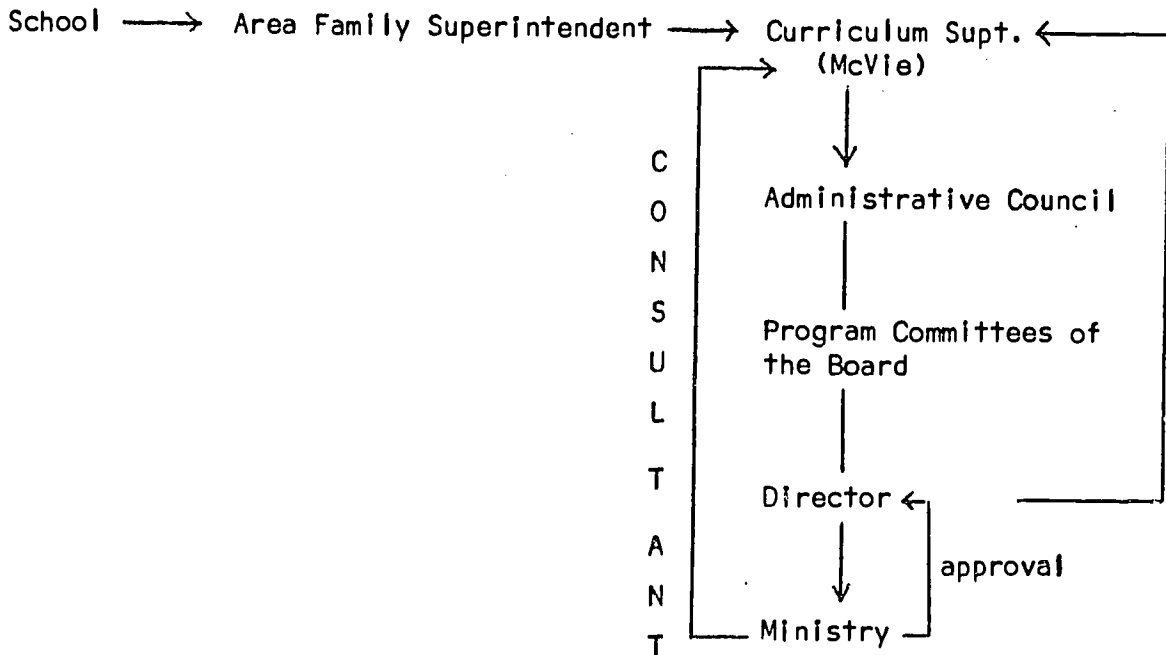 School Area Family Superintendent Curriculum Supt.
(McVie)
Administrative Council
Program Committees of
the Board
Director
approval
Ministry
C
O
N
S
U
L
T
A
N
T